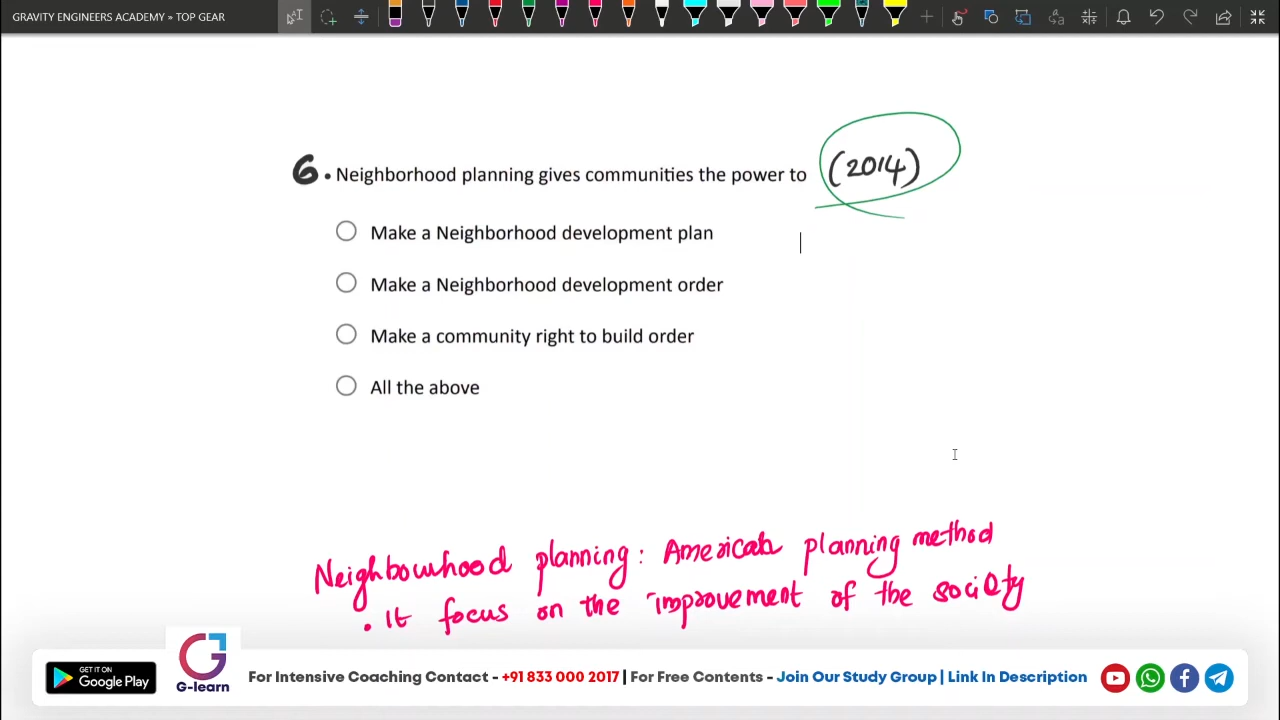 GRAVITY ENGINEERS ACADEMY » TOP GEAR
6. Neighborhood planning gives communities the power to (2014)
Make a Neighborhood development plan
Make a Neighborhood development order
Make a community right to build order
All the above
Neighbourhood planning: American planning method
• It focus on the improvement of the society
GET IT ON
Google Play
G-learn
For Intensive Coaching Contact - +91 833 000 2017 | For Free Contents - Join Our Study Group | Link In Description